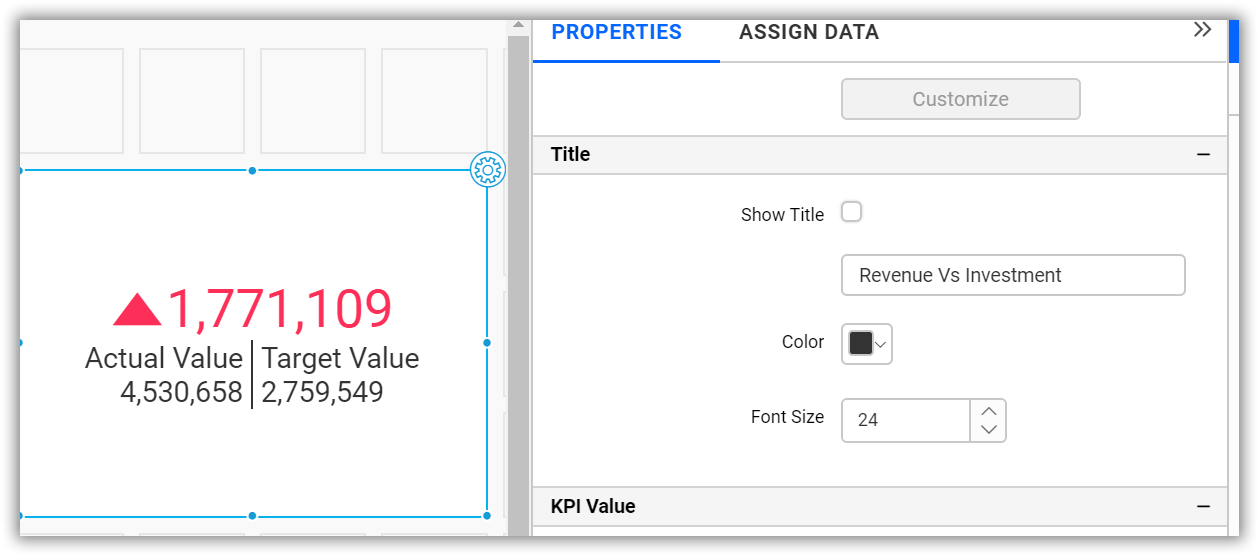 PROPERTIES ASSIGN DATA
Customize
Title
Show Title
Revenue Vs Investment
Color
Font Size 24
KPI Value
1,771,109
Actual Value Target Value
4,530,658 2,759,549